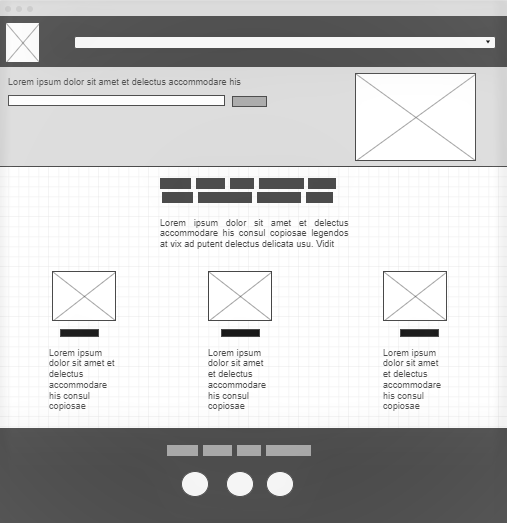 Lorem ipsum dolor sit amet et delectus accommodare his
Lorem ipsum dolor sit amet et delectus
accommodare his consul copiosae legendos
at vix ad putent delectus delicata usu. Vidit
Lorem ipsum
dolor sit amet et
delectus
accommodare
his consul
copiosae
Lorem ipsum
dolor sit amet
et delectus
accommodare
his consul
copiosae
Lorem ipsum
dolor sit amet
et delectus
accommodare
his consul
copiosae